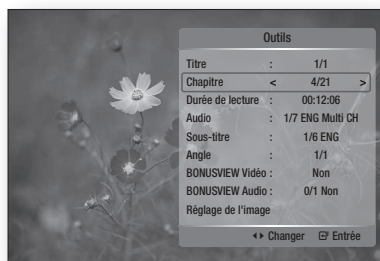 Outils
Titre : 1/1
Chapitre < 4/21 >
Durée de lecture : 00:12:06
Audio : 1/7 ENG Multi CH
Sous-titre : 1/6 ENG
Angle : 1/1
BONUSVIEW Vidéo : Non
BONUSVIEW Audio : 0/1 Non
Réglage de l'image
Changer Entrée